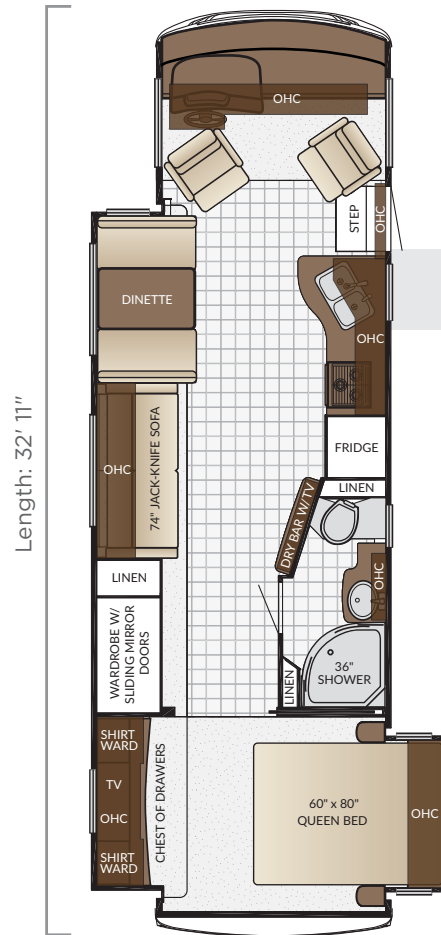 OHC
STEP
OHC
DINETTE
OHC
Length: 32' 11"
74" JACK-KNIFE SOFA
OHC
FRIDGE
LINEN
DRY BAR W/TV
LINEN
OHC
WARDROBE W/
SLIDING MIRROR
DOORS
36"
SHOWER
LINEN
SHIRT
WARD
TV
OHC
SHIRT
WARD
CHEST OF DRAWERS
60" x 80"
QUEEN BED
OHC